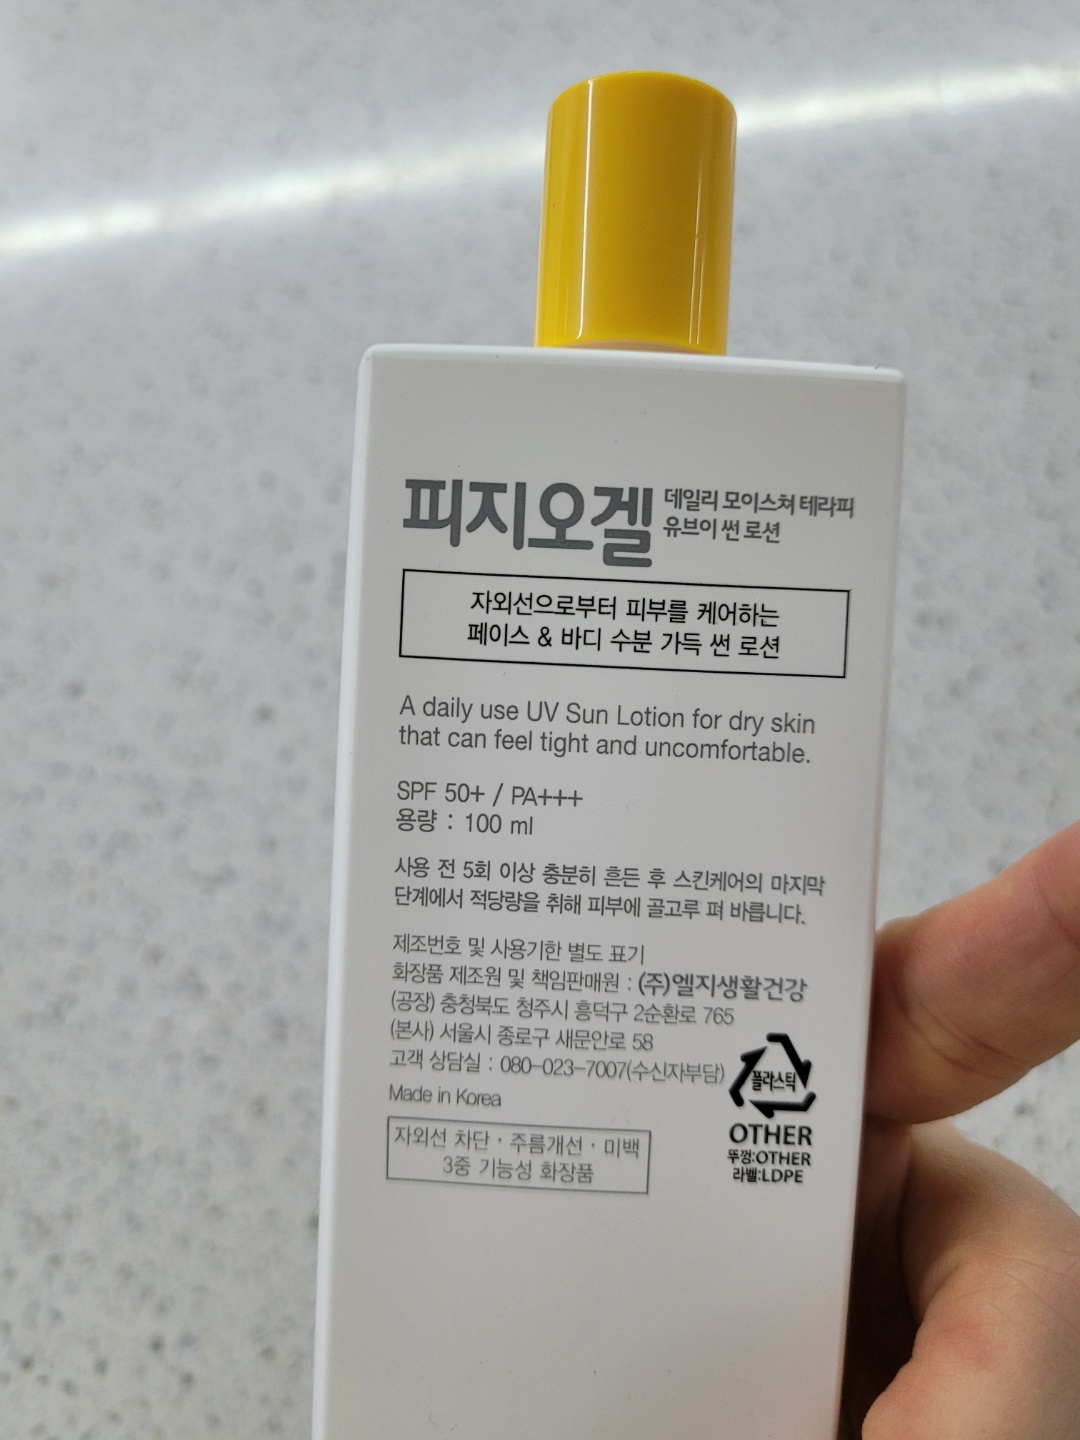 피지오겔
데일리 모이스쳐 테라피
유브이 썬 로션
자외선으로부터 피부를 케어하는
페이스 & 바디 수분 가득 썬 로션
A daily use UV Sun Lotion for dry skin
that can feel tight and uncomfortable.
SPF 50+ / PA+++
용량 : 100 ml
사용 전 5회 이상 충분히 흔든 후 스킨케어의 마지막
단계에서 적당량을 취해 피부에 골고루 펴 바릅니다.
제조번호 및 사용기한 별도 표기
화장품 제조원 및 책임판매원 : (주)엘지생활건강
(공장) 충청북도 청주시 흥덕구 2순환로 765
(본사) 서울시 종로구 새문안로 58
고객 상담실 : 080-023-7007(수신자부담)
Made in Korea
자외선 차단 · 주름개선 · 미백
3중 기능성 화장품
플라스틱
OTHER
뚜껑:OTHER
라벨:LDPE